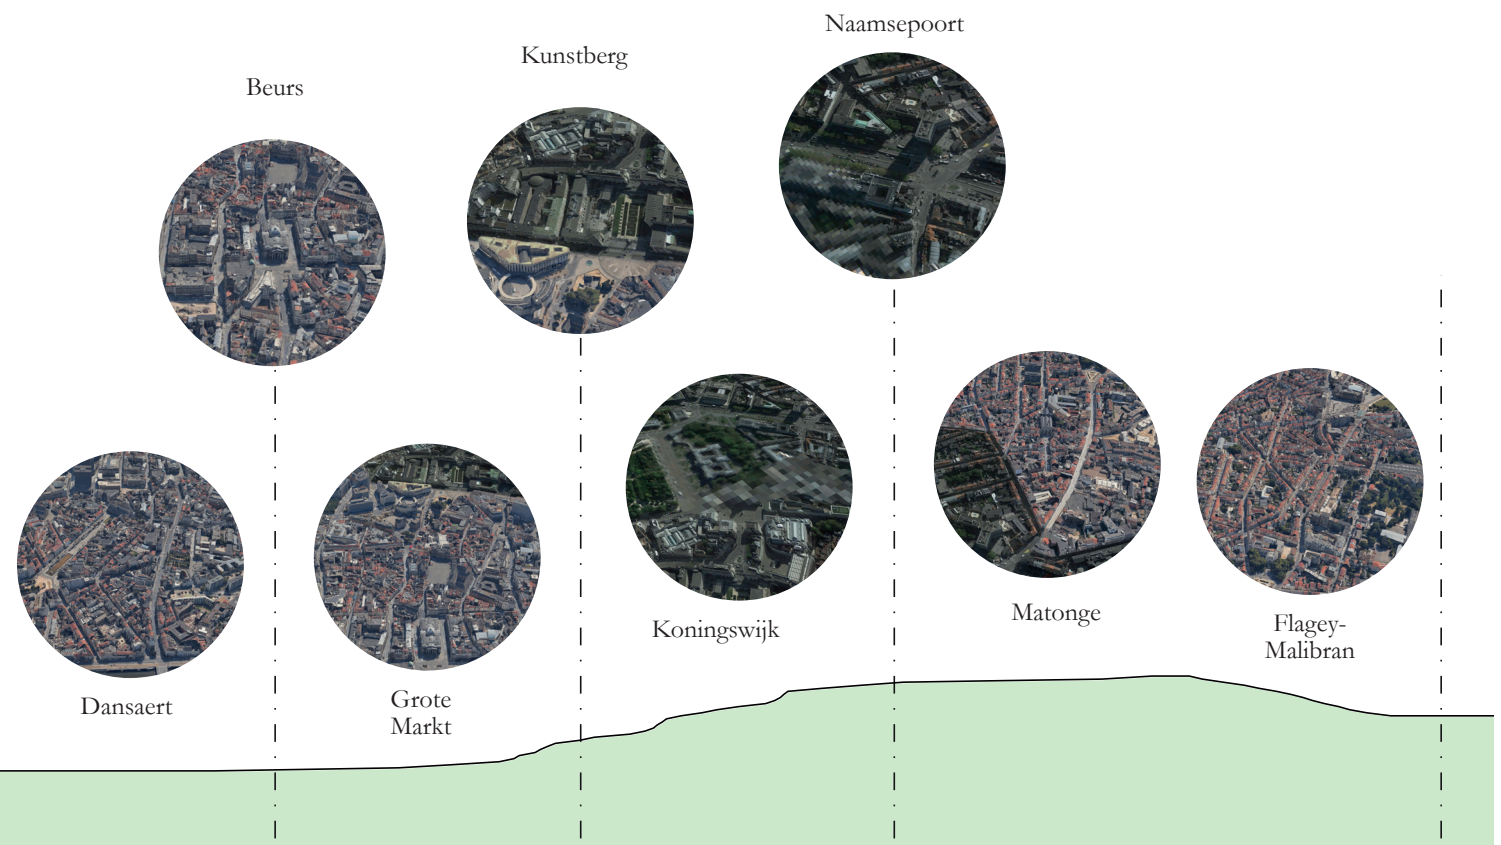 Naamsepoort
Kunstberg
Beurs
Matonge
Flagey-
Malibran
Koningswijk
Grote
Markt
Dansaert